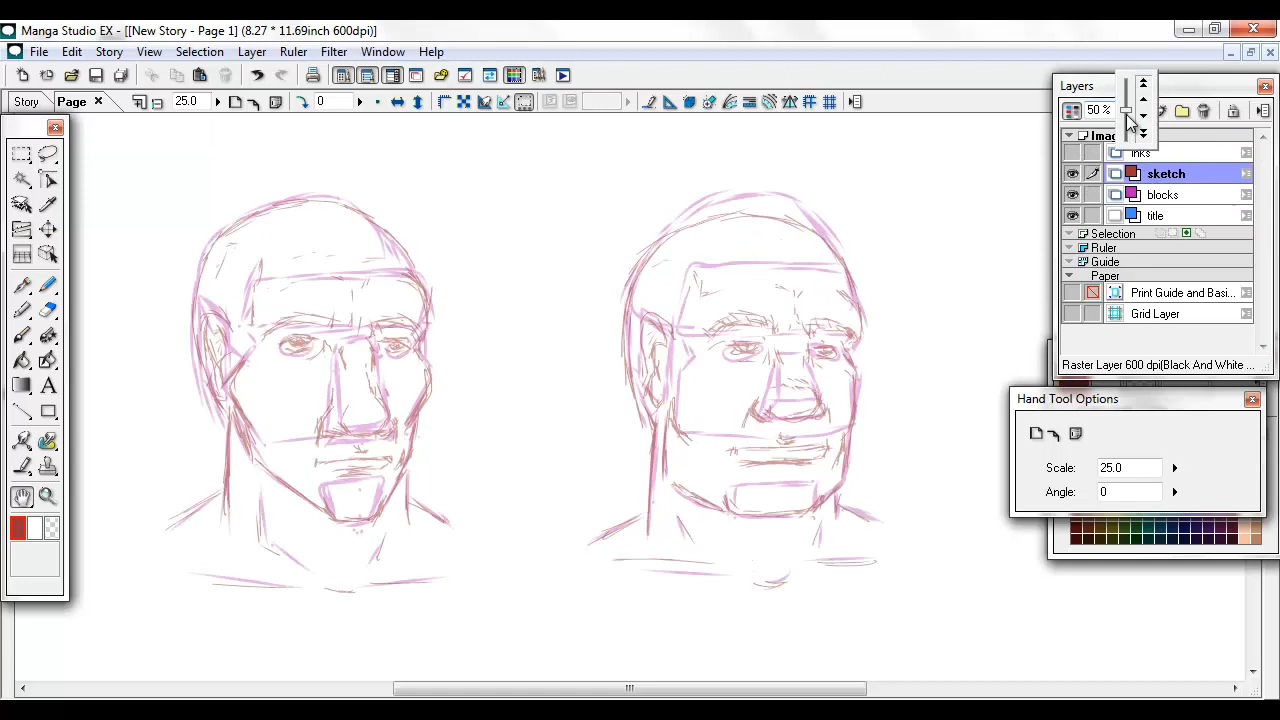 Manga Studio EX - [[New Story - Page 1] (8.27 * 11.69inch 600dpi)]
File Edit Story View Selection Layer Ruler Filter Window Help
Story Page 25.0 0
Layers
50 %
inks
sketch
blocks
title
Selection
Ruler
Guide
Paper
Print Guide and Basi...
Grid Layer
Raster Layer 600 dpi(Black And White ...
Hand Tool Options
Scale: 25.0
Angle: 0